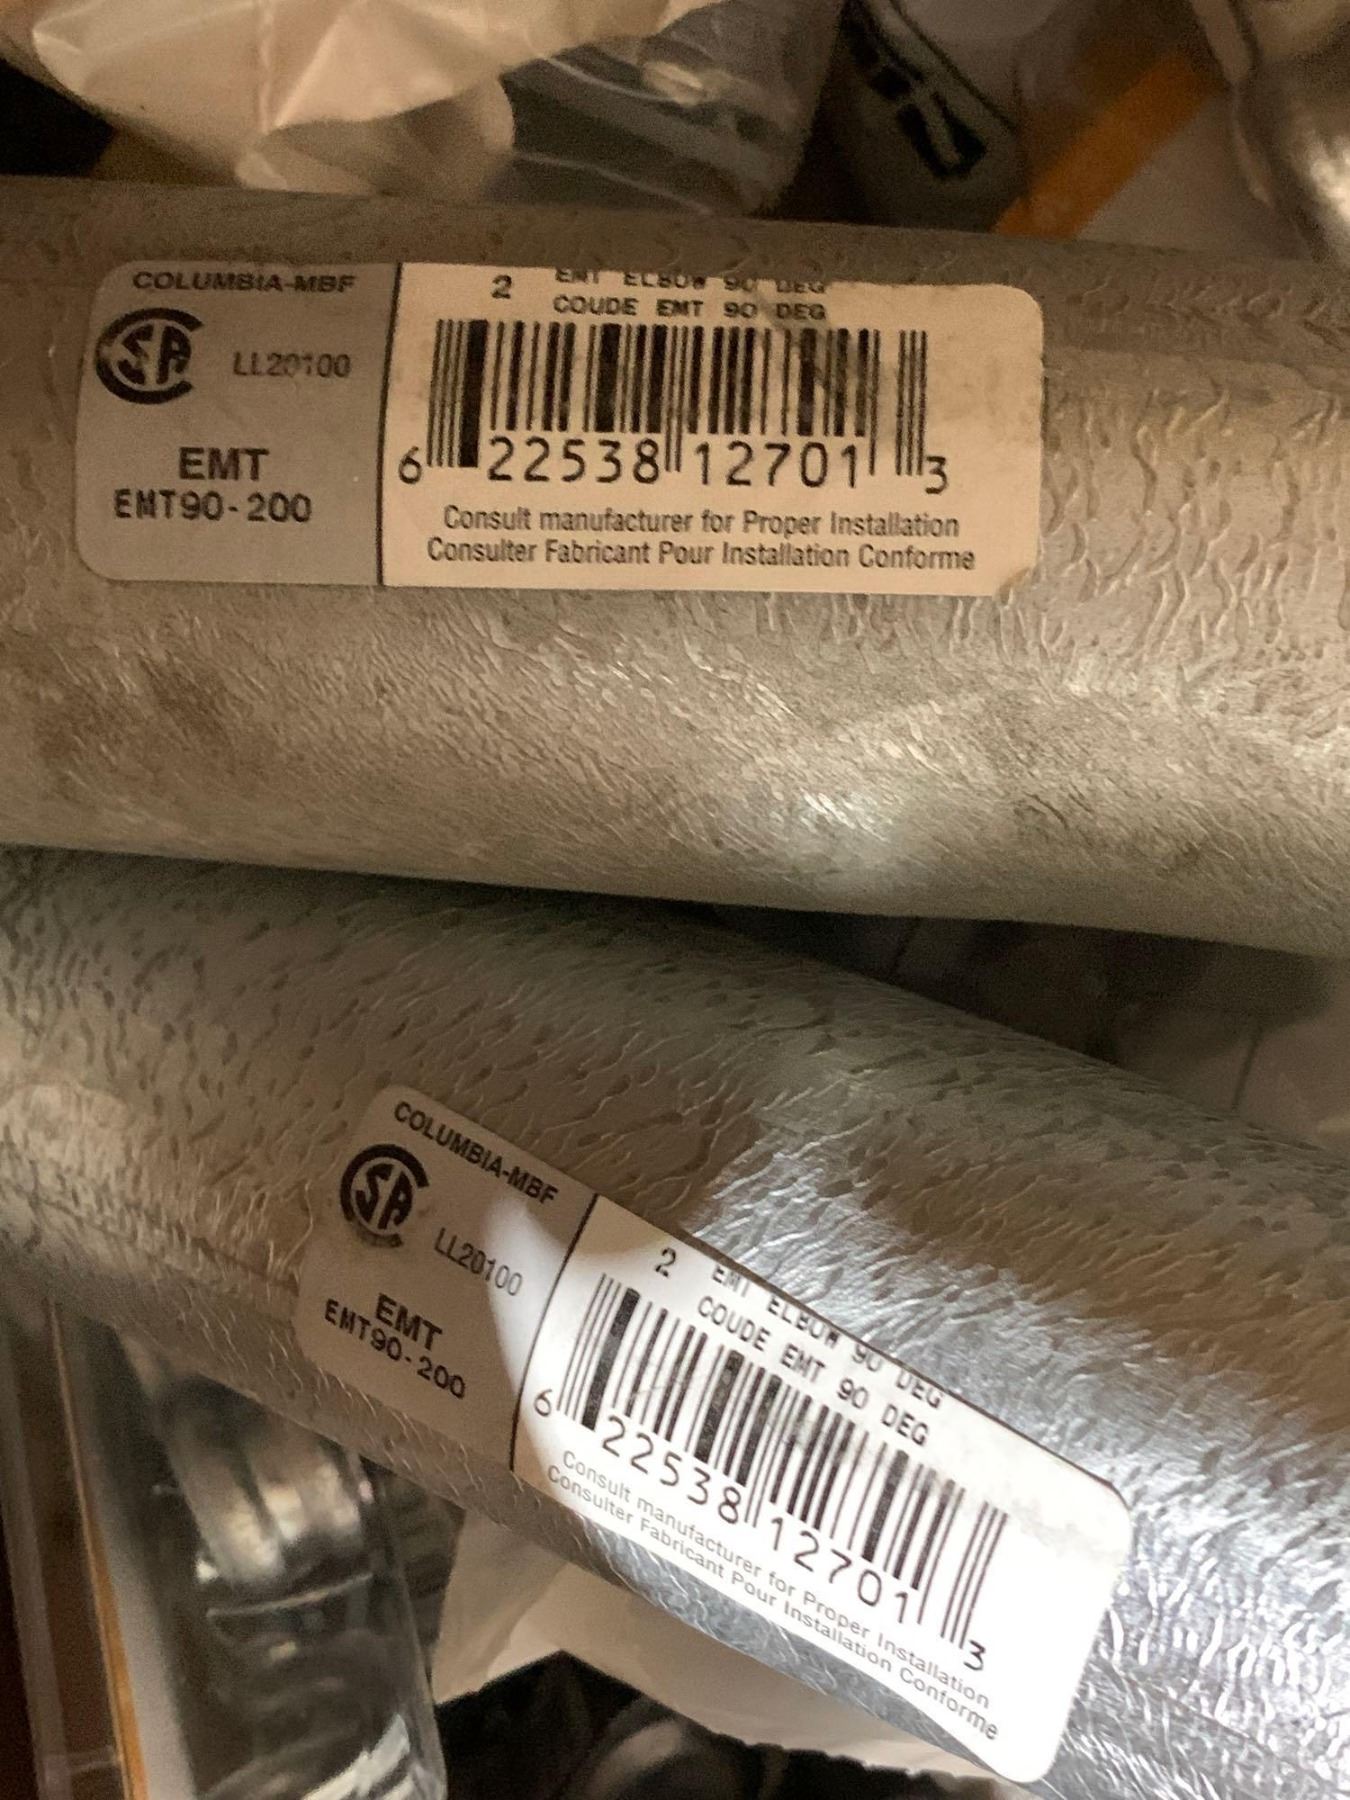 COLUMBIA-MBF
CSA
LL20100
EMT
EMT90-200
2 EMT ELBOW 90 DEG
COUDE EMT 90 DEG
6 22538 12701 3
Consult manufacturer for Proper Installation
Consulter Fabricant Pour Installation Conforme
COLUMBIA-MBF
CSA
LL20100
EMT
EMT90-200
2 EMT ELBOW 90 DEG
COUDE EMT 90 DEG
6 22538 12701 3
Consult manufacturer for Proper Installation
Consulter Fabricant Pour Installation Conforme